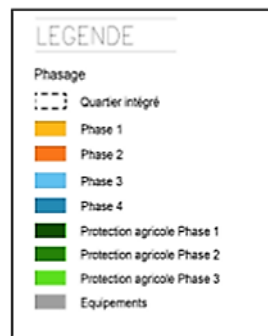 LEGENDE
Phasage
Quartier intégré
Phase 1
Phase 2
Phase 3
Phase 4
Protection agricole Phase 1
Protection agricole Phase 2
Protection agricole Phase 3
Equipements